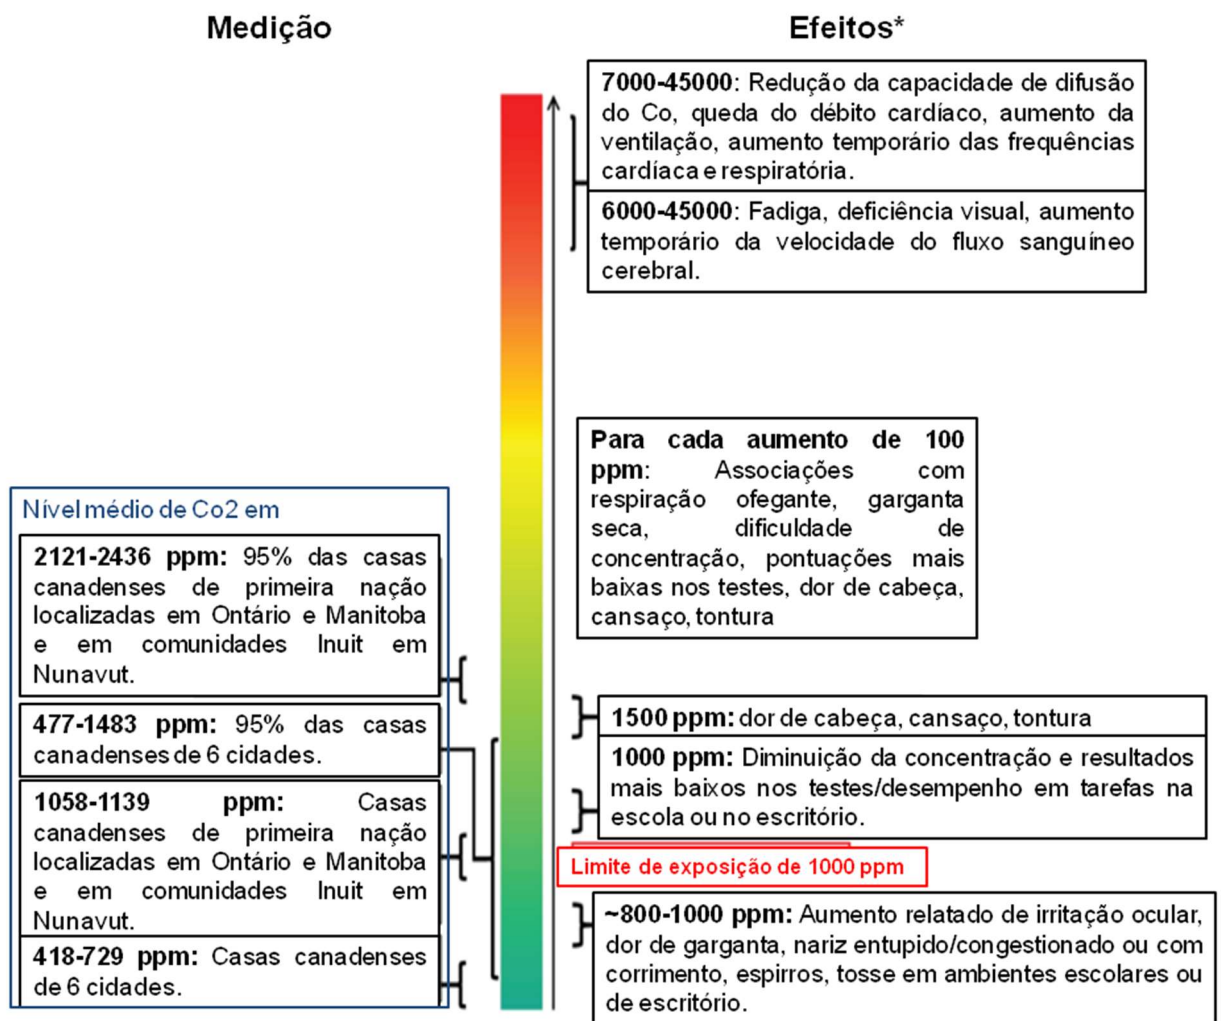 Medição
Efeitos*
7000-45000: Redução da capacidade de difusão
do Co, queda do débito cardíaco, aumento da
ventilação, aumento temporário das frequências
cardíaca e respiratória.
6000-45000: Fadiga, deficiência visual, aumento
temporário da velocidade do fluxo sanguíneo
cerebral.
Para cada aumento de 100
ppm: Associações com
respiração ofegante, garganta
seca, dificuldade de
concentração, pontuações mais
baixas nos testes, dor de cabeça,
cansaço, tontura
Nível médio de Co2 em
2121-2436 ppm: 95% das casas
canadenses de primeira nação
localizadas em Ontário e Manitoba
e em comunidades Inuit em
Nunavut.
477-1483 ppm: 95% das casas
canadenses de 6 cidades.
1058-1139 ppm: Casas
canadenses de primeira nação
localizadas em Ontário e Manitoba
e em comunidades Inuit em
Nunavut.
418-729 ppm: Casas canadenses
de 6 cidades.
1500 ppm: dor de cabeça, cansaço, tontura
1000 ppm: Diminuição da concentração e resultados
mais baixos nos testes/desempenho em tarefas na
escola ou no escritório.
Limite de exposição de 1000 ppm
~800-1000 ppm: Aumento relatado de irritação ocular,
dor de garganta, nariz entupido/congestionado ou com
corrimento, espirros, tosse em ambientes escolares ou
de escritório.